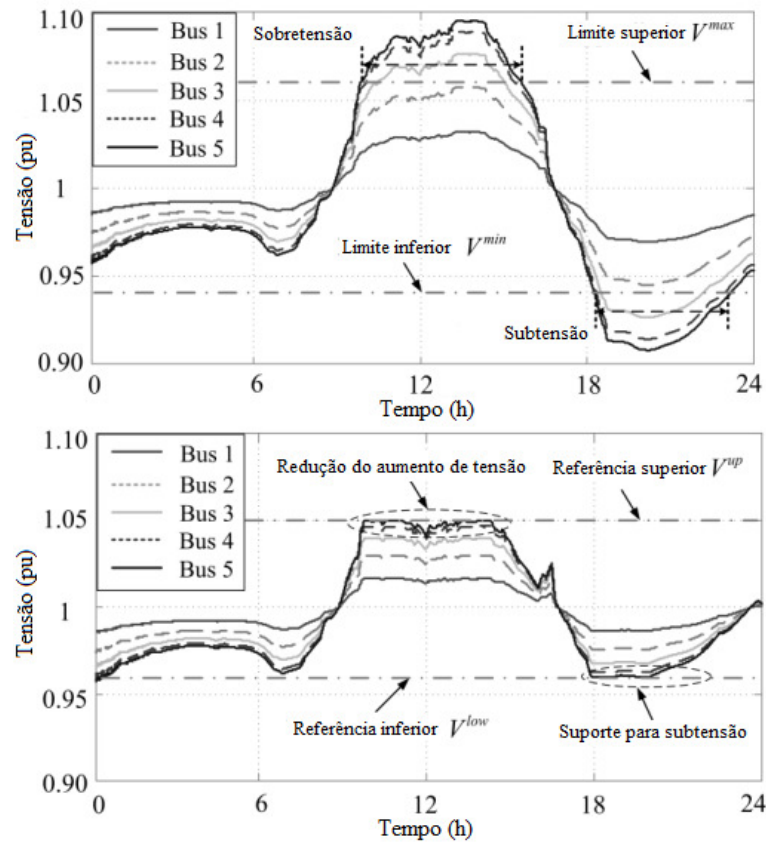 1.10
1.05
1
0.95
0.90
Tensão (pu)
Bus 1
Bus 2
Bus 3
Bus 4
Bus 5
Sobretensão
Limite superior V^max
Limite inferior V^min
Subtensão
0
6
12
18
24
Tempo (h)
1.10
1.05
1
0.95
0.90
Tensão (pu)
Bus 1
Bus 2
Bus 3
Bus 4
Bus 5
Redução do aumento de tensão
Referência superior V^up
Referência inferior V^low
Suporte para subtensão
0
6
12
18
24
Tempo (h)